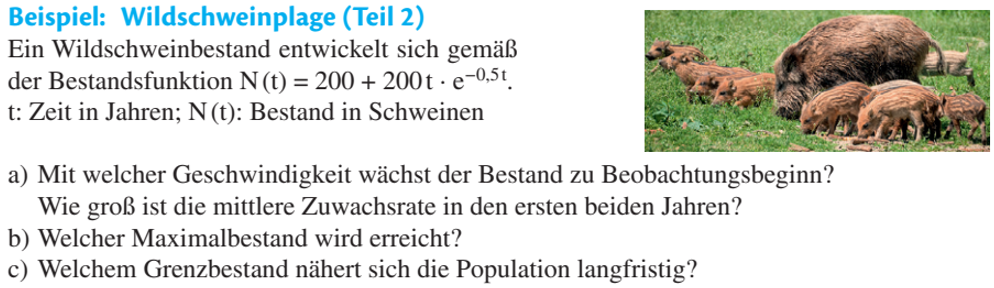 Beispiel: Wildschweinplage (Teil 2)
Ein Wildschweinbestand entwickelt sich gemäß
der Bestandsfunktion N(t) = 200 + 200t · e⁻⁰,⁵ᵗ.
t: Zeit in Jahren; N(t): Bestand in Schweinen
a) Mit welcher Geschwindigkeit wächst der Bestand zu Beobachtungsbeginn?
Wie groß ist die mittlere Zuwachsrate in den ersten beiden Jahren?
b) Welcher Maximalbestand wird erreicht?
c) Welchem Grenzbestand nähert sich die Population langfristig?